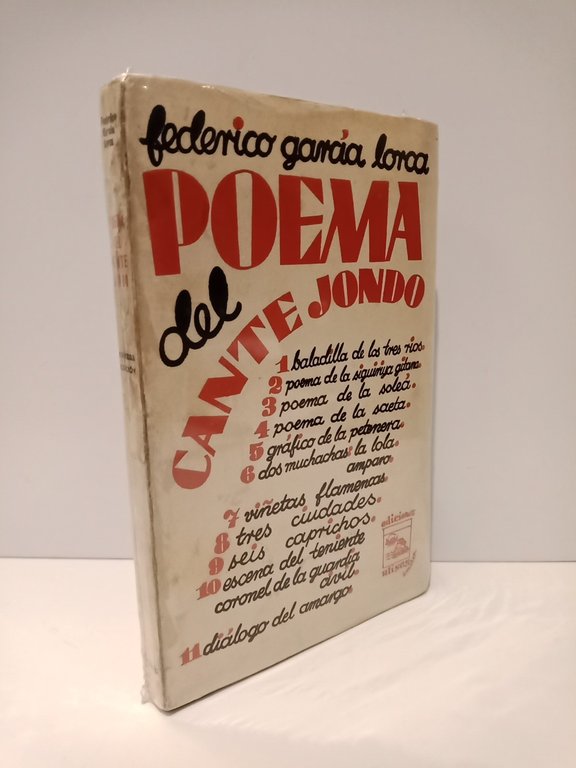 federico garcía lorca
POEMA
del
CANTE JONDO
1 baladilla de los tres ríos.
2 poema de la siguiriya gitana.
3 poema de la soleá.
4 poema de la saeta.
5 gráfico de la petenera.
6 dos muchachas: la lola.
amparo.
7 viñetas flamencas.
8 tres ciudades.
9 seis caprichos.
10 escena del teniente
coronel de la guardia
civil.
11 diálogo del amargo.
ediciones
ulises